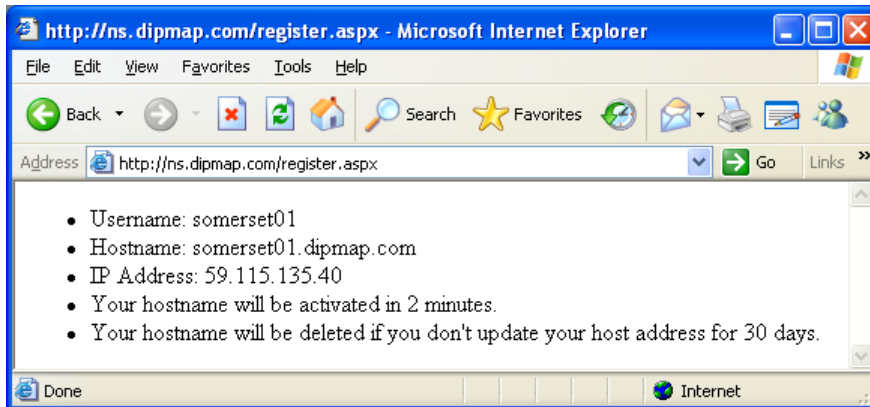 http://ns.dipmap.com/register.aspx - Microsoft Internet Explorer
File Edit View Favorites Tools Help
Back Search Favorites
Address http://ns.dipmap.com/register.aspx Go Links »
• Username: somerset01
• Hostname: somerset01.dipmap.com
• IP Address: 59.115.135.40
• Your hostname will be activated in 2 minutes.
• Your hostname will be deleted if you don't update your host address for 30 days.
Done Internet